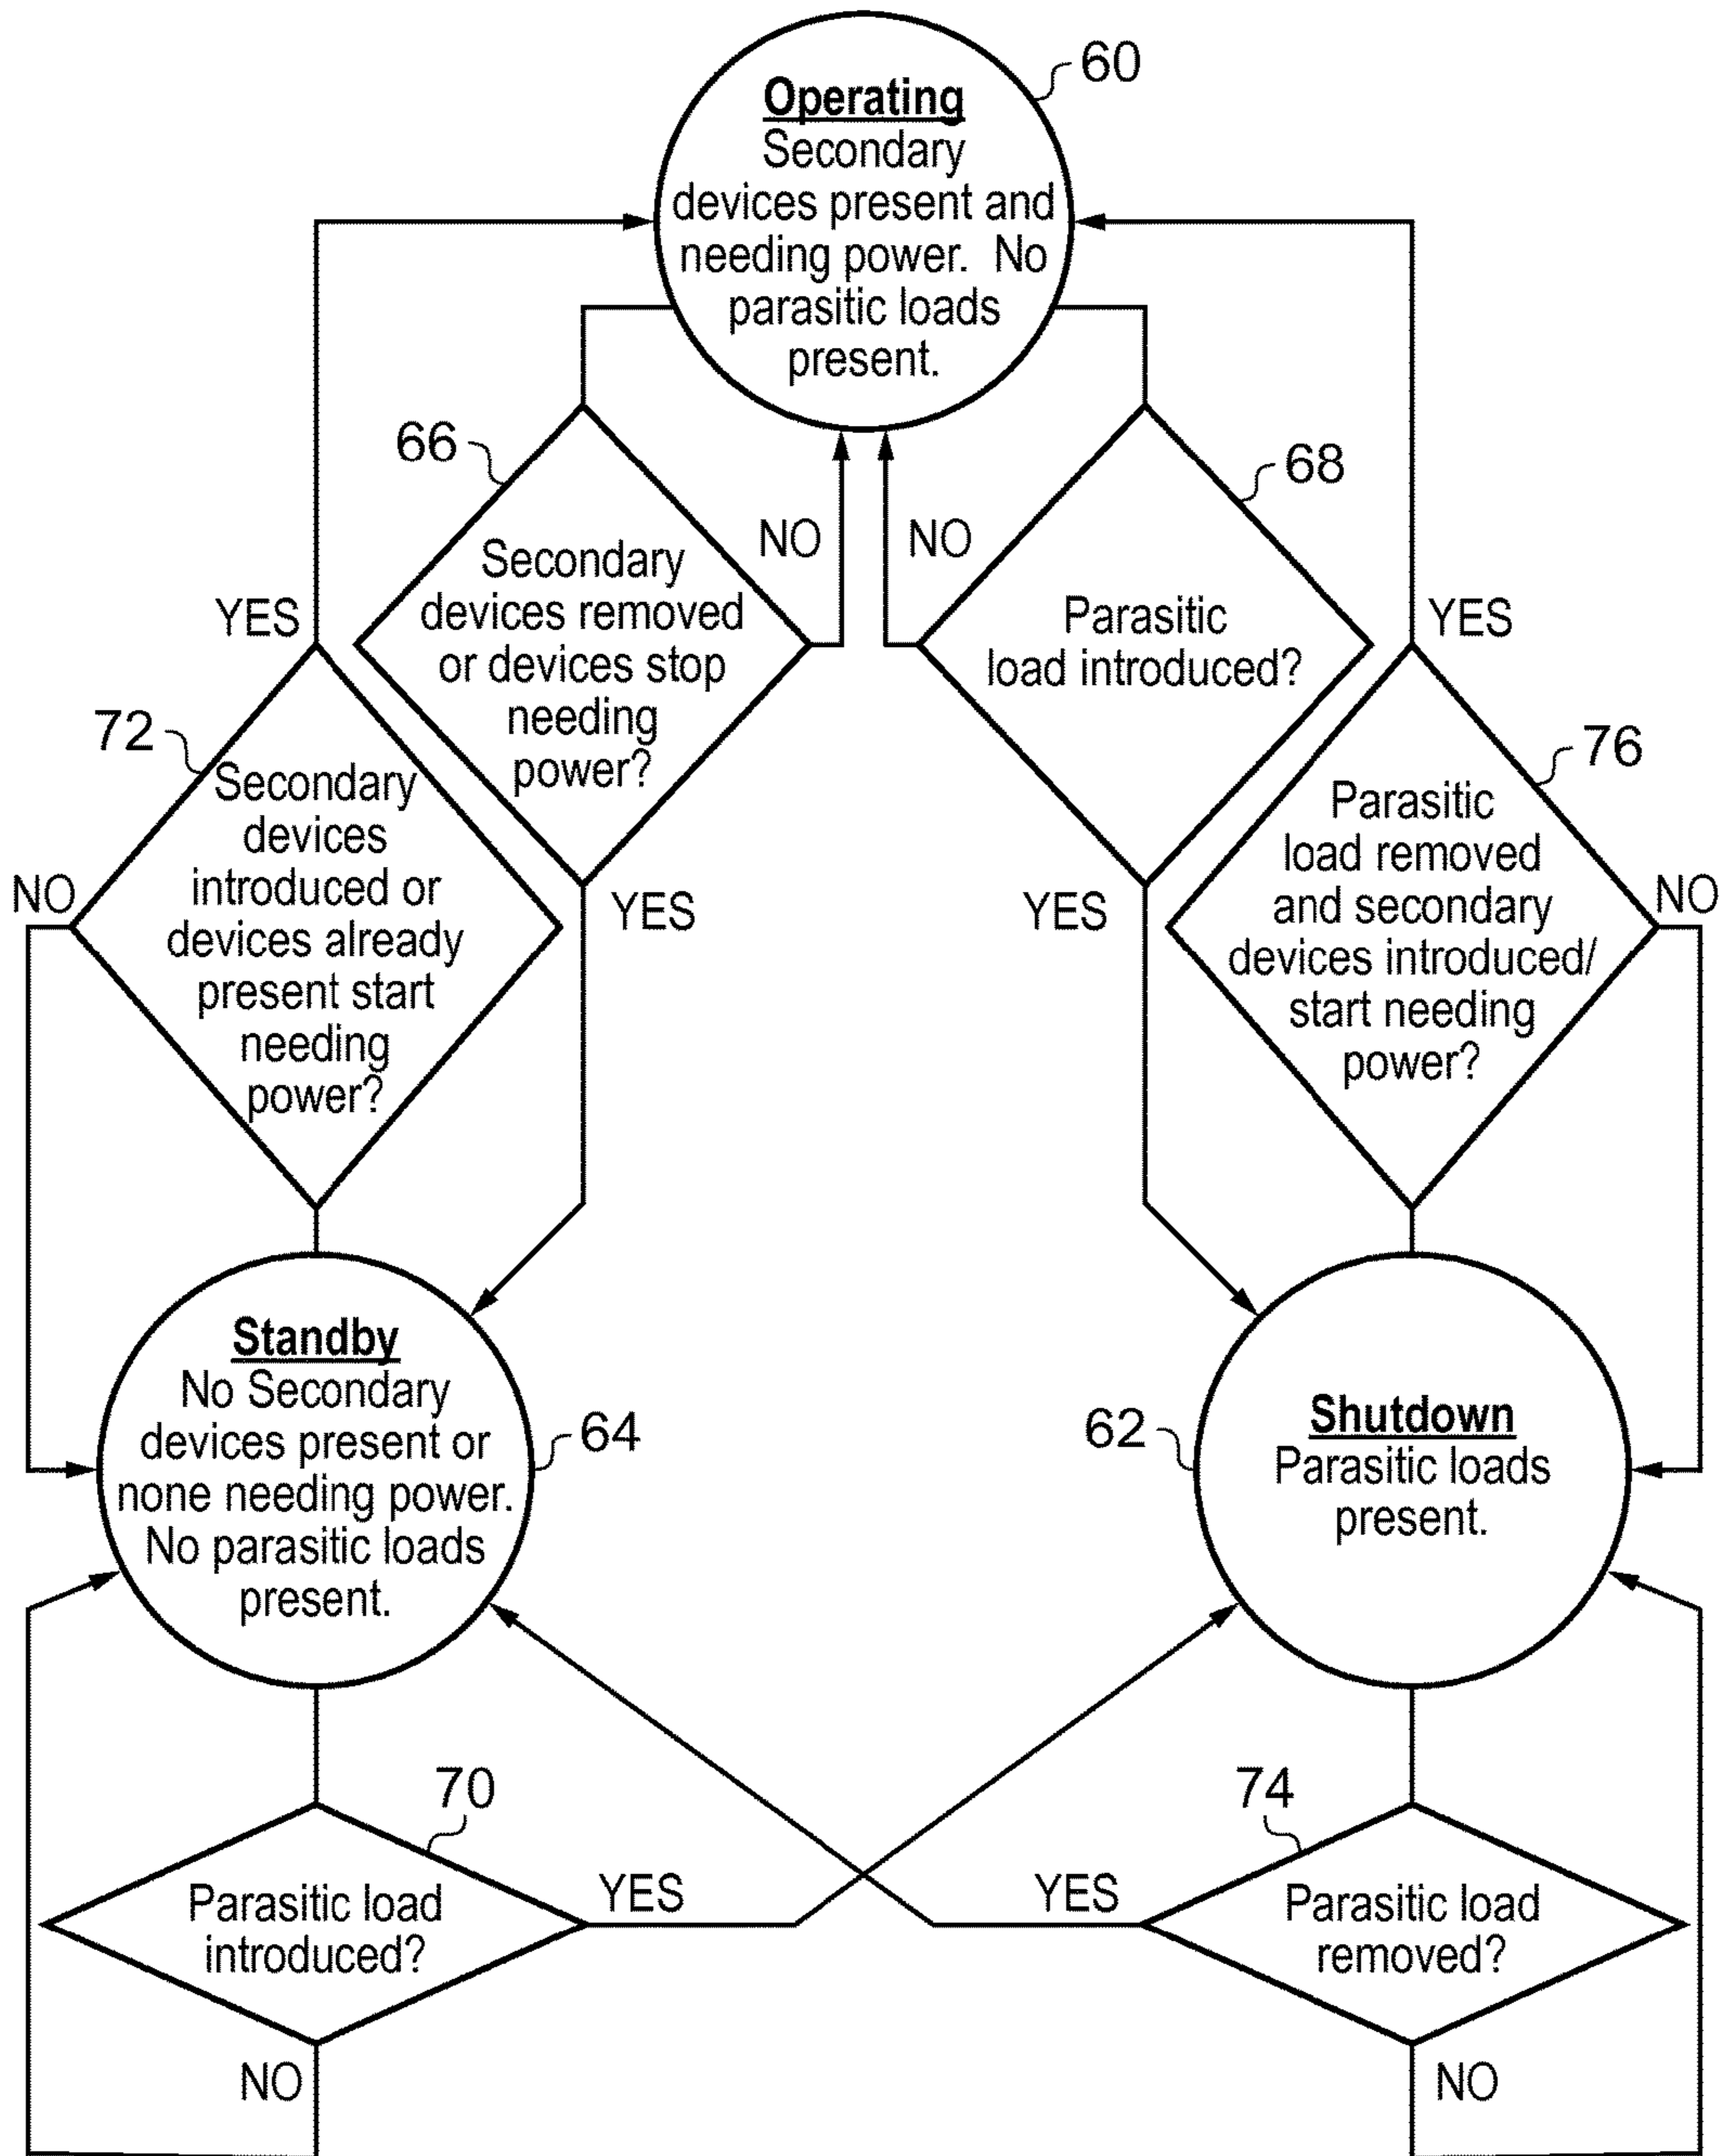 60
Operating
Secondary
devices present and
needing power. No
parasitic loads
present.
66
Secondary
devices removed
or devices stop
needing
power?
NO
YES
68
Parasitic
load introduced?
NO
YES
72
Secondary
devices
introduced or
devices already
present start
needing
power?
YES
NO
76
Parasitic
load removed
and secondary
devices introduced/
start needing
power?
YES
NO
64
Standby
No Secondary
devices present or
none needing power.
No parasitic loads
present.
62
Shutdown
Parasitic loads
present.
70
Parasitic load
introduced?
YES
NO
74
Parasitic load
removed?
YES
NO